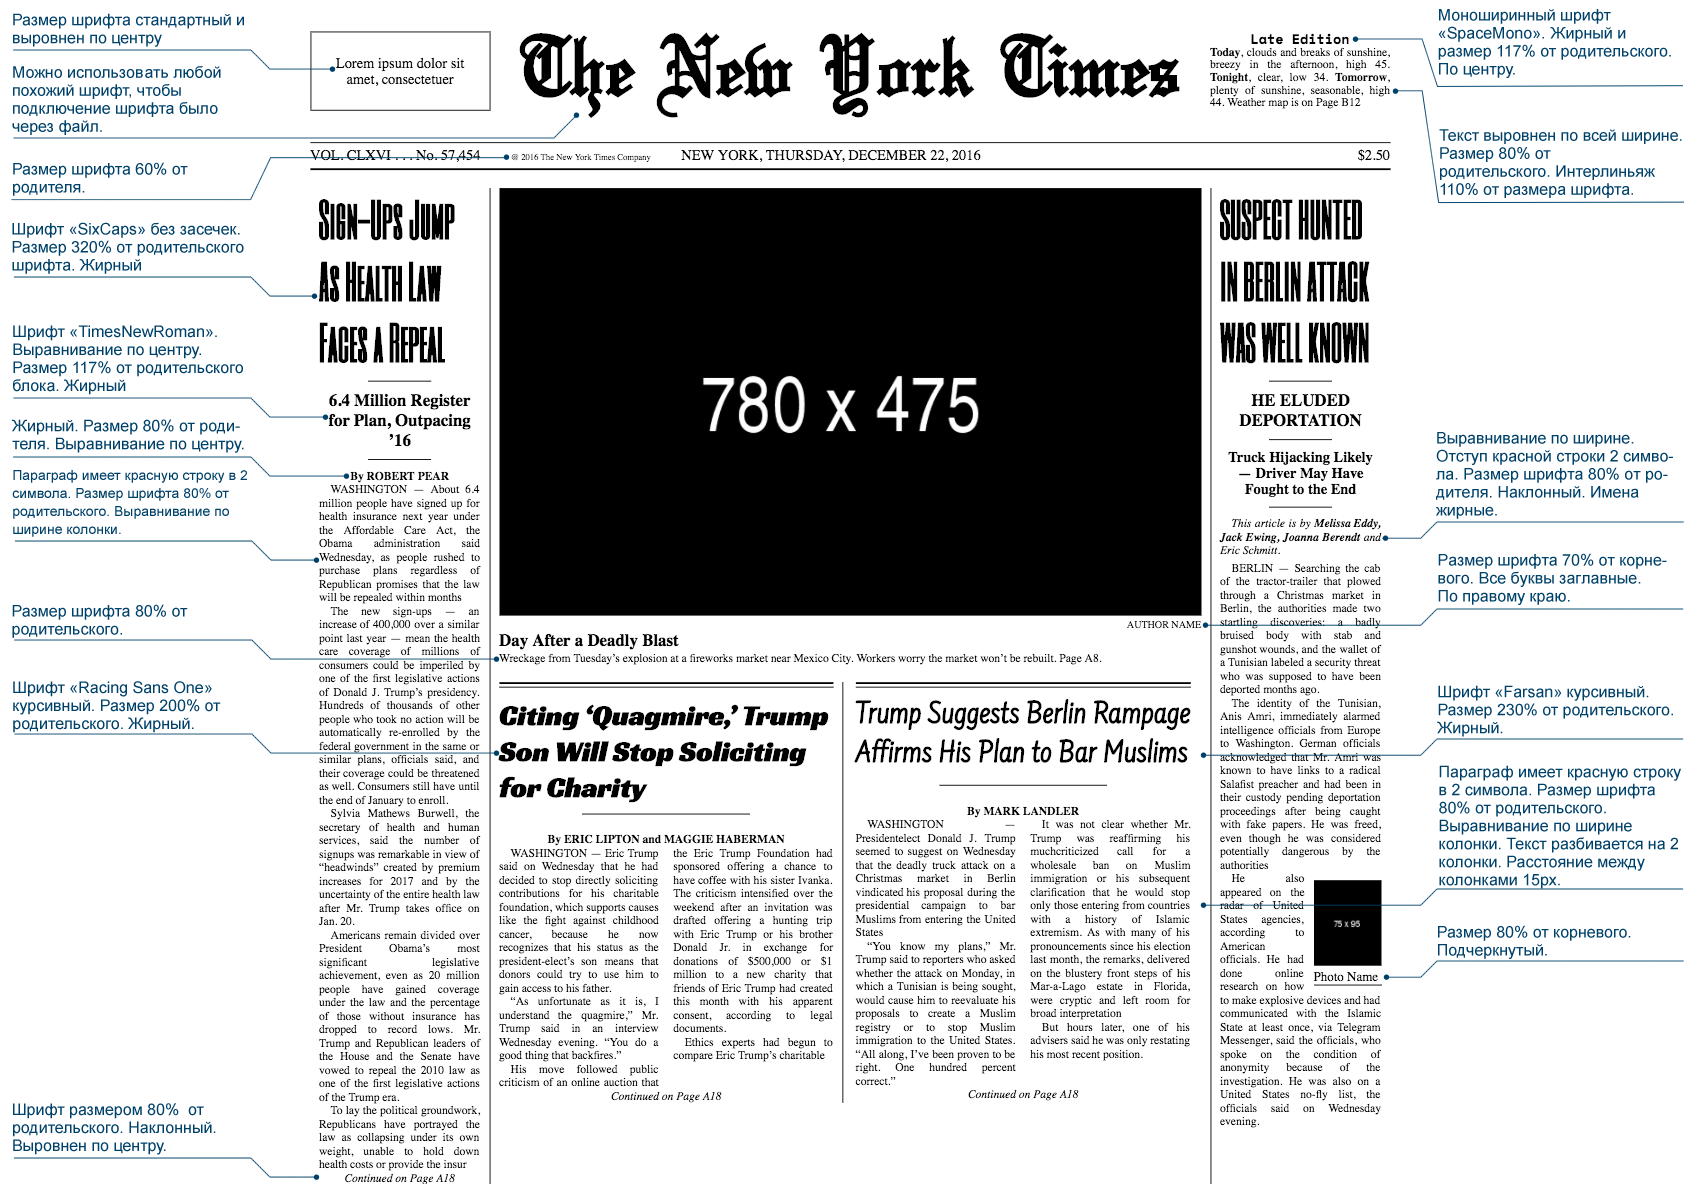 Размер шрифта стандартный и
выровнен по центру
Можно использовать любой
похожий шрифт, чтобы
подключение шрифта было
через файл.
Размер шрифта 60% от
родителя.
Шрифт «SixCaps» без засечек.
Размер 320% от родительского
шрифта. Жирный
Шрифт «TimesNewRoman».
Выравнивание по центру.
Размер 117% от родительского
блока. Жирный
Жирный. Размер 80% от роди-
теля. Выравнивание по центру.
Параграф имеет красную строку в 2
символа. Размер шрифта 80% от
родительского. Выравнивание по
ширине колонки.
Размер шрифта 80% от
родительского.
Шрифт «Racing Sans One»
курсивный. Размер 200% от
родительского. Жирный.
Шрифт размером 80%  от
родительского. Наклонный.
Выровнен по центру.
Lorem ipsum dolor sit
amet, consectetuer
The New York Times
Late Edition
Today, clouds and breaks of sunshine,
breezy in the afternoon, high 45.
Tonight, clear, low 34. Tomorrow,
plenty of sunshine, seasonable, high
44. Weather map is on Page B12
VOL. CLXVI . . . No. 57,454
@ 2016 The New York Times Company
NEW YORK, THURSDAY, DECEMBER 22, 2016
$2.50
SIGN–UPS JUMP
AS HEALTH LAW
FACES A REPEAL
6.4 Million Register
for Plan, Outpacing
’16
By ROBERT PEAR
WASHINGTON — About 6.4
million people have signed up for
health insurance next year under
the Affordable Care Act, the
Obama administration said
Wednesday, as people rushed to
purchase plans regardless of
Republican promises that the law
will be repealed within months
The new sign-ups — an
increase of 400,000 over a similar
point last year — mean the health
care coverage of millions of
consumers could be imperiled by
one of the first legislative actions
of Donald J. Trump’s presidency.
Hundreds of thousands of other
people who took no action will be
automatically re-enrolled by the
federal government in the same or
similar plans, officials said, and
their coverage could be threatened
as well. Consumers still have until
the end of January to enroll.
Sylvia Mathews Burwell, the
secretary of health and human
services, said the number of
signups was remarkable in view of
“headwinds” created by premium
increases for 2017 and by the
uncertainty of the entire health law
after Mr. Trump takes office on
Jan. 20.
Americans remain divided over
President Obama’s most
significant legislative
achievement, even as 20 million
people have gained coverage
under the law and the percentage
of those without insurance has
dropped to record lows. Mr.
Trump and Republican leaders of
the House and the Senate have
vowed to repeal the 2010 law as
one of the first legislative actions
of the Trump era.
To lay the political groundwork,
Republicans have portrayed the
law as collapsing under its own
weight, unable to hold down
health costs or provide the insur
Continued on Page A18
780 x 475
AUTHOR NAME
Day After a Deadly Blast
Wreckage from Tuesday’s explosion at a fireworks market near Mexico City. Workers worry the market won’t be rebuilt. Page A8.
Citing ‘Quagmire,’ Trump
Son Will Stop Soliciting
for Charity
By ERIC LIPTON and MAGGIE HABERMAN
WASHINGTON — Eric Trump
said on Wednesday that he had
decided to stop directly soliciting
contributions for his charitable
foundation, which supports causes
like the fight against childhood
cancer, because he now
recognizes that his status as the
president-elect’s son means that
donors could try to use him to
gain access to his father.
“As unfortunate as it is, I
understand the quagmire,” Mr.
Trump said in an interview
Wednesday evening. “You do a
good thing that backfires.”
His move followed public
criticism of an online auction that
the Eric Trump Foundation had
sponsored offering a chance to
have coffee with his sister Ivanka.
The criticism intensified over the
weekend after an invitation was
drafted offering a hunting trip
with Eric Trump or his brother
Donald Jr. in exchange for
donations of $500,000 or $1
million to a new charity that
friends of Eric Trump had created
this month with his apparent
consent, according to legal
documents.
Ethics experts had begun to
compare Eric Trump’s charitable
Continued on Page A18
Trump Suggests Berlin Rampage
Affirms His Plan to Bar Muslims
By MARK LANDLER
WASHINGTON —
Presidentelect Donald J. Trump
seemed to suggest on Wednesday
that the deadly truck attack on a
Christmas market in Berlin
vindicated his proposal during the
presidential campaign to bar
Muslims from entering the United
States
“You know my plans,” Mr.
Trump said to reporters who asked
whether the attack on Monday, in
which a Tunisian is being sought,
would cause him to reevaluate his
proposals to create a Muslim
registry or to stop Muslim
immigration to the United States.
“All along, I’ve been proven to be
right. One hundred percent
correct.”
It was not clear whether Mr.
Trump was reaffirming his
muchcriticized call for a
wholesale ban on Muslim
immigration or his subsequent
clarification that he would stop
only those entering from countries
with a history of Islamic
extremism. As with many of his
pronouncements since his election
last month, the remarks, delivered
on the blustery front steps of his
Mar-a-Lago estate in Florida,
were cryptic and left room for
broad interpretation
But hours later, one of his
advisers said he was only restating
his most recent position.
Continued on Page A18
SUSPECT HUNTED
IN BERLIN ATTACK
WAS WELL KNOWN
HE ELUDED
DEPORTATION
Truck Hijacking Likely
— Driver May Have
Fought to the End
This article is by Melissa Eddy,
Jack Ewing, Joanna Berendt and
Eric Schmitt.
BERLIN — Searching the cab
of the tractor-trailer that plowed
through a Christmas market in
Berlin, the authorities made two
startling discoveries: a badly
bruised body with stab and
gunshot wounds, and the wallet of
a Tunisian labeled a security threat
who was supposed to have been
deported months ago.
The identity of the Tunisian,
Anis Amri, immediately alarmed
intelligence officials from Europe
to Washington. German officials
acknowledged that Mr. Amri was
known to have links to a radical
Salafist preacher and had been in
their custody pending deportation
proceedings after being caught
with fake papers. He was freed,
even though he was considered
potentially dangerous by the
authorities
He also
appeared on the
radar of United
States agencies,
according to
American
officials. He had
done online
research on how
75 x 95
Photo Name
to make explosive devices and had
communicated with the Islamic
State at least once, via Telegram
Messenger, said the officials, who
spoke on the condition of
anonymity because of the
investigation. He was also on a
United States no-fly list, the
officials said on Wednesday
evening.
Моноширинный шрифт
«SpaceMono». Жирный и
размер 117% от родительского.
По центру.
Текст выровнен по всей ширине.
Размер 80% от
родительского. Интерлиньяж
110% от размера шрифта.
Выравнивание по ширине.
Отступ красной строки 2 симво-
ла. Размер шрифта 80% от ро-
дителя. Наклонный. Имена
жирные.
Размер шрифта 70% от корне-
вого. Все буквы заглавные.
По правому краю.
Шрифт «Farsan» курсивный.
Размер 230% от родительского.
Жирный.
Параграф имеет красную строку
в 2 символа. Размер шрифта
80% от родительского.
Выравнивание по ширине
колонки. Текст разбивается на 2
колонки. Расстояние между
колонками 15px.
Размер 80% от корневого.
Подчеркнутый.